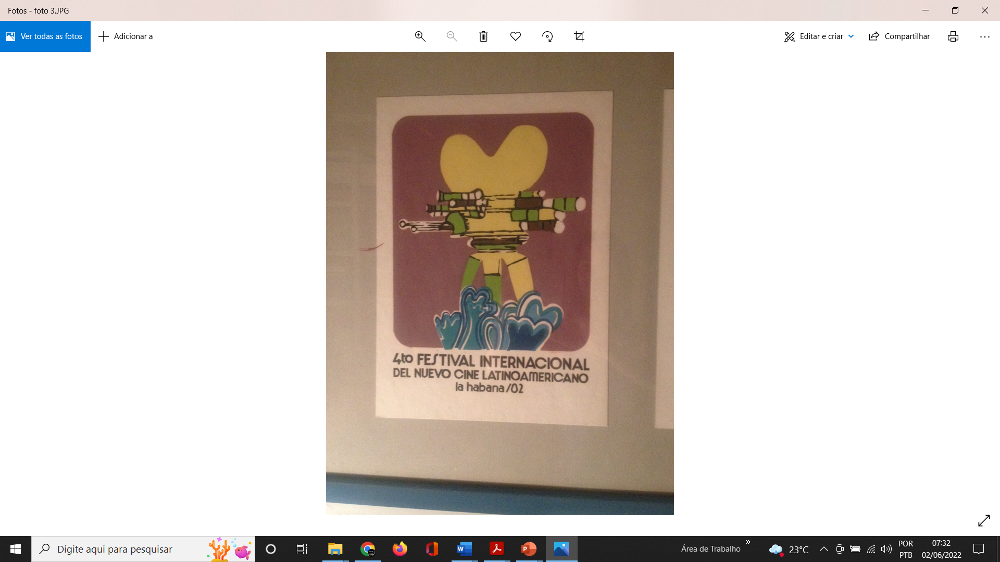 Fotos - foto 3.JPG
Ver todas as fotos
Adicionar a
Editar e criar
Compartilhar
4to FESTIVAL INTERNACIONAL
DEL NUEVO CINE LATINOAMERICANO
la habana/82
Digite aqui para pesquisar
Área de Trabalho
23°C
POR
PTB
07:32
02/06/2022